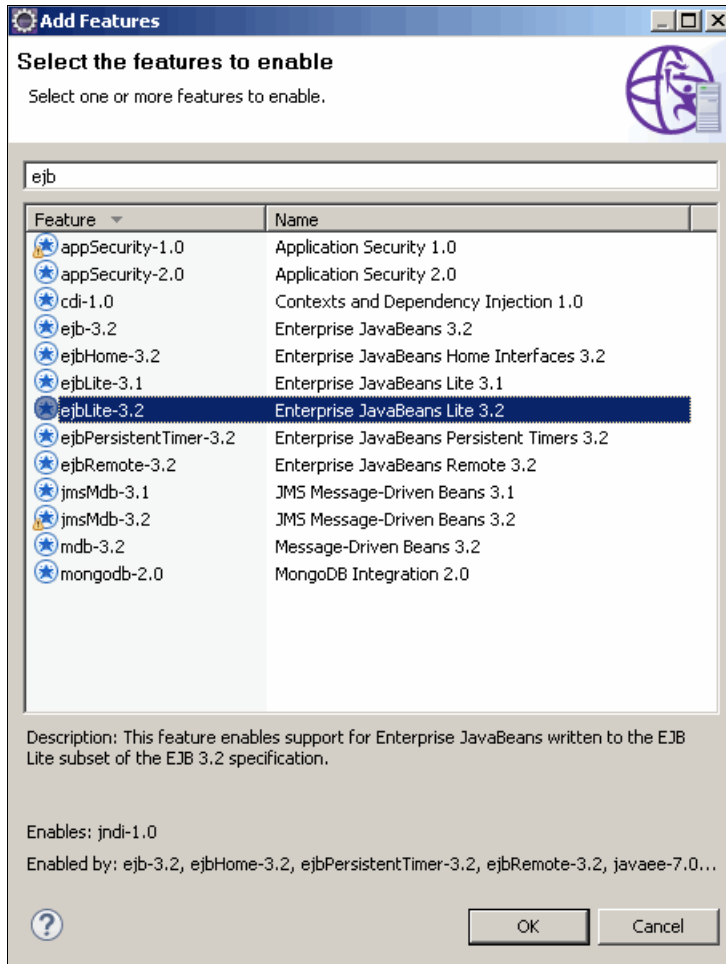 Add Features
Select the features to enable
Select one or more features to enable.
ejb
Feature Name
appSecurity-1.0 Application Security 1.0
appSecurity-2.0 Application Security 2.0
cdi-1.0 Contexts and Dependency Injection 1.0
ejb-3.2 Enterprise JavaBeans 3.2
ejbHome-3.2 Enterprise JavaBeans Home Interfaces 3.2
ejbLite-3.1 Enterprise JavaBeans Lite 3.1
ejbLite-3.2 Enterprise JavaBeans Lite 3.2
ejbPersistentTimer-3.2 Enterprise JavaBeans Persistent Timers 3.2
ejbRemote-3.2 Enterprise JavaBeans Remote 3.2
jmsMdb-3.1 JMS Message-Driven Beans 3.1
jmsMdb-3.2 JMS Message-Driven Beans 3.2
mdb-3.2 Message-Driven Beans 3.2
mongodb-2.0 MongoDB Integration 2.0
Description: This feature enables support for Enterprise JavaBeans written to the EJB
Lite subset of the EJB 3.2 specification.
Enables: jndi-1.0
Enabled by: ejb-3.2, ejbHome-3.2, ejbPersistentTimer-3.2, ejbRemote-3.2, javaee-7.0...
? OK Cancel